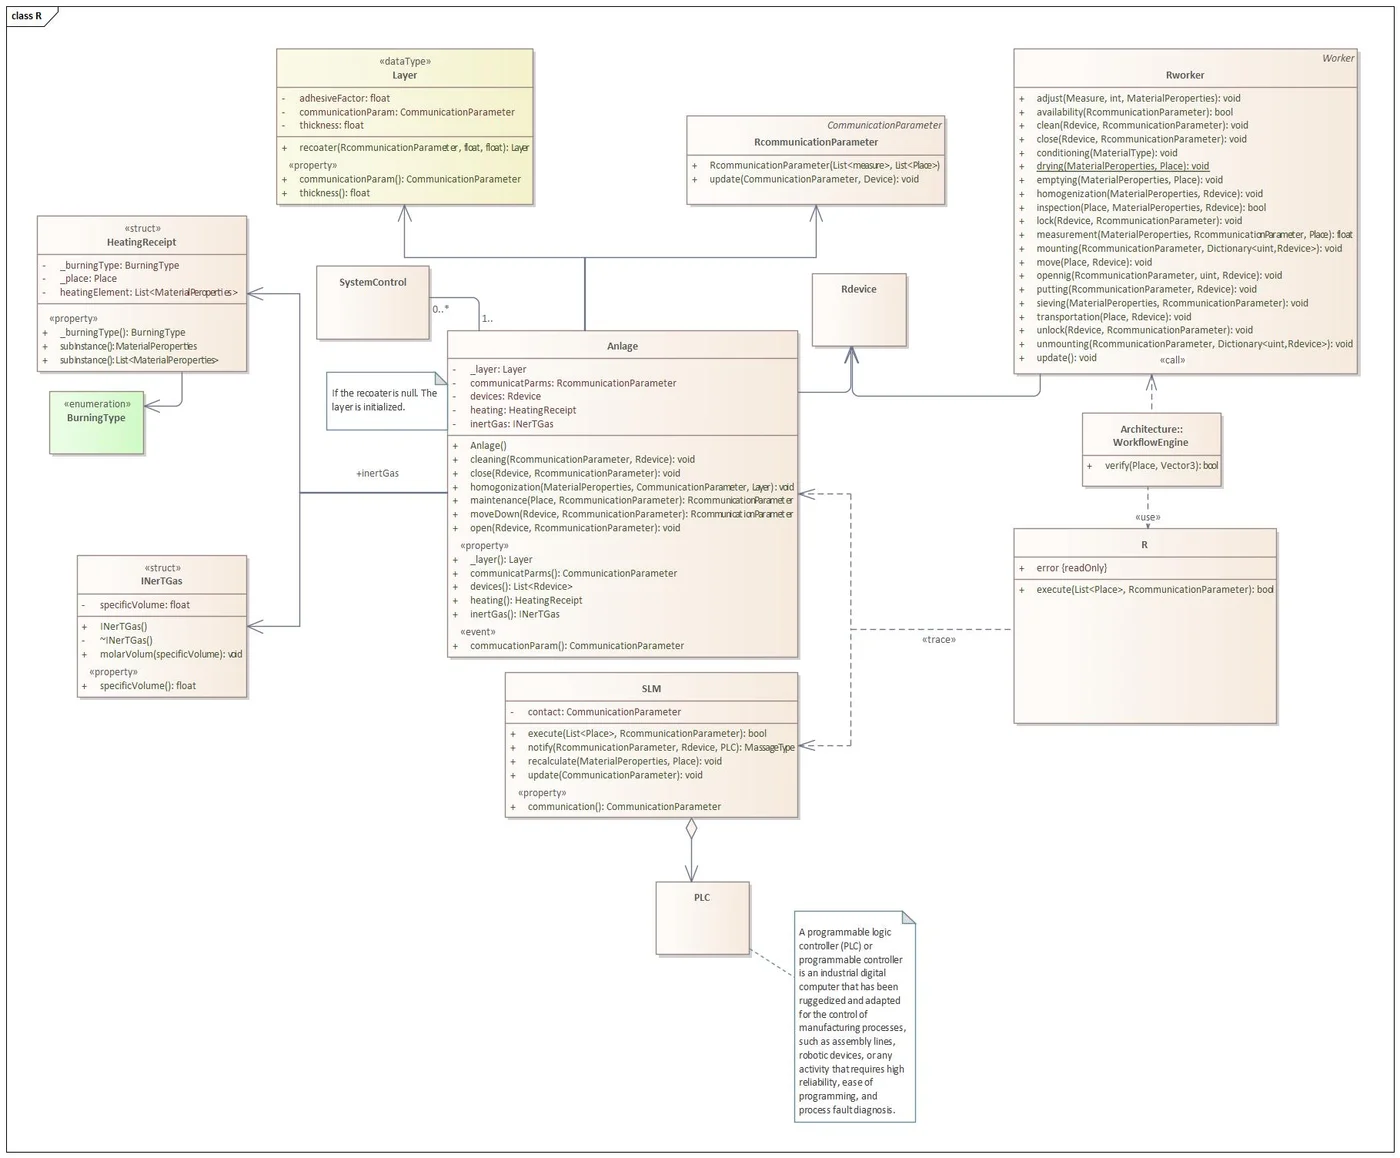 class R
«dataType»
Layer
- adhesiveFactor: float
- communicationParam: CommunicationParameter
- thickness: float
+ recoater(RcommunicationParameter, float, float): Layer
«property»
+ communicationParam(): CommunicationParameter
+ thickness(): float
CommunicationParameter
RcommunicationParameter
+ RcommunicationParameter(List<measure>, List<Place>)
+ update(CommunicationParameter, Device): void
Worker
Rworker
+ adjust(Measure, int, MaterialPeroperties): void
+ availability(RcommunicationParameter): bool
+ clean(Rdevice, RcommunicationParameter): void
+ close(Rdevice, RcommunicationParameter): void
+ conditioning(MaterialType): void
+ drying(MaterialPeroperties, Place): void
+ emptying(MaterialPeroperties, Place): void
+ homogenization(MaterialPeroperties, Rdevice): void
+ inspection(Place, MaterialPeroperties, Rdevice): bool
+ lock(Rdevice, RcommunicationParameter): void
+ measurement(MaterialPeroperties, RcommunicationParameter, Place): float
+ mounting(RcommunicationParameter, Dictionary<uint,Rdevice>): void
+ move(Place, Rdevice): void
+ opennig(RcommunicationParameter, uint, Rdevice): void
+ putting(RcommunicationParameter, Rdevice): void
+ sieving(MaterialPeroperties, RcommunicationParameter): void
+ transportation(Place, Rdevice): void
+ unlock(Rdevice, RcommunicationParameter): void
+ unmounting(RcommunicationParameter, Dictionary<uint,Rdevice>): void
+ update(): void
«call»
«struct»
HeatingReceipt
- _burningType: BurningType
- _place: Place
- heatingElement: List<MaterialPeroperties>
«property»
+ _burningType(): BurningType
+ subInstance(): MaterialPeroperties
+ subInstance(): List<MaterialPeroperties>
«enumeration»
BurningType
SystemControl
0..*
1..
Rdevice
If the recoater is null. The
layer is initialized.
Anlage
- _layer: Layer
- communicatParms: RcommunicationParameter
- devices: Rdevice
- heating: HeatingReceipt
- inertGas: INerTGas
+ Anlage()
+ cleaning(RcommunicationParameter, Rdevice): void
+ close(Rdevice, RcommunicationParameter): void
+ homogonization(MaterialPeroperties, CommunicationParameter, Layer): void
+ maintenance(Place, RcommunicationParameter): RcommunicationParameter
+ moveDown(Rdevice, RcommunicationParameter): RcommunicationParameter
+ open(Rdevice, RcommunicationParameter): void
«property»
+ _layer(): Layer
+ communicatParms(): CommunicationParameter
+ devices(): List<Rdevice>
+ heating(): HeatingReceipt
+ inertGas(): INerTGas
«event»
+ commucationParam(): CommunicationParameter
+inertGas
Architecture::
WorkflowEngine
+ verify(Place, Vector3): bool
«use»
R
+ error {readOnly}
+ execute(List<Place>, RcommunicationParameter): bool
«trace»
«struct»
INerTGas
- specificVolume: float
+ INerTGas()
- ~INerTGas()
+ molarVolum(specificVolume): void
«property»
+ specificVolume(): float
SLM
- contact: CommunicationParameter
+ execute(List<Place>, RcommunicationParameter): bool
+ notify(RcommunicationParameter, Rdevice, PLC): MassageType
+ recalculate(MaterialPeroperties, Place): void
+ update(CommunicationParameter): void
«property»
+ communication(): CommunicationParameter
PLC
A programmable logic
controller (PLC) or
programmable controller
is an industrial digital
computer that has been
ruggedized and adapted
for the control of
manufacturing processes,
such as assembly lines,
robotic devices, or any
activity that requires high
reliability, ease of
programming, and
process fault diagnosis.